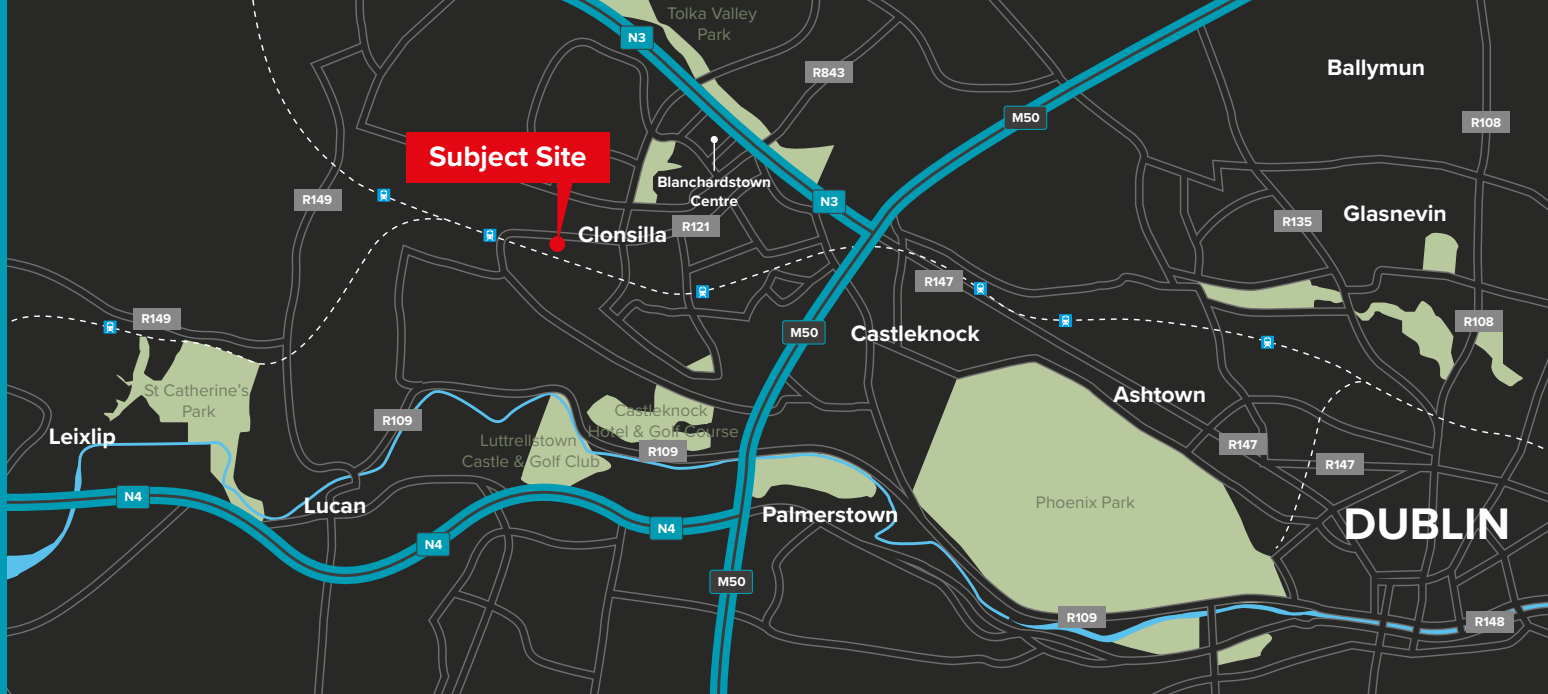 Tolka Valley
Park
N3
Ballymun
R843
M50
R108
Subject Site
Blanchardstown
Centre
R149
N3
Glasnevin
R135
R121
Clonsilla
R147
R149
M50
Castleknock
R108
St Catherine's
Park
Ashtown
Castleknock
Hotel & Golf Course
R109
Leixlip
Luttrellstown
Castle & Golf Club
R109
R147
R147
N4
Lucan
Palmerstown
Phoenix Park
DUBLIN
N4
N4
M50
R109
R148